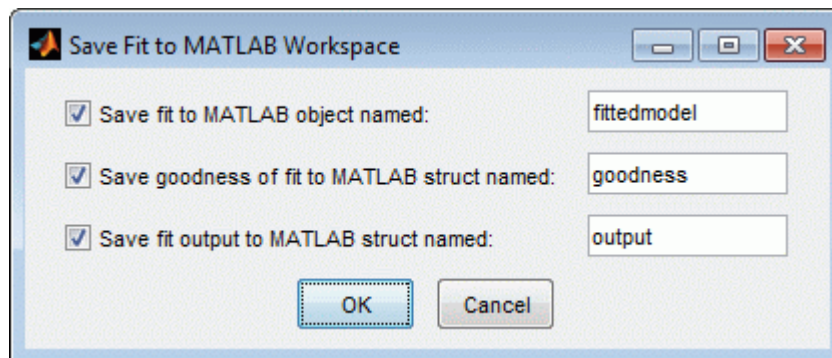 Save Fit to MATLAB Workspace
Save fit to MATLAB object named: fittedmodel
Save goodness of fit to MATLAB struct named: goodness
Save fit output to MATLAB struct named: output
OK Cancel